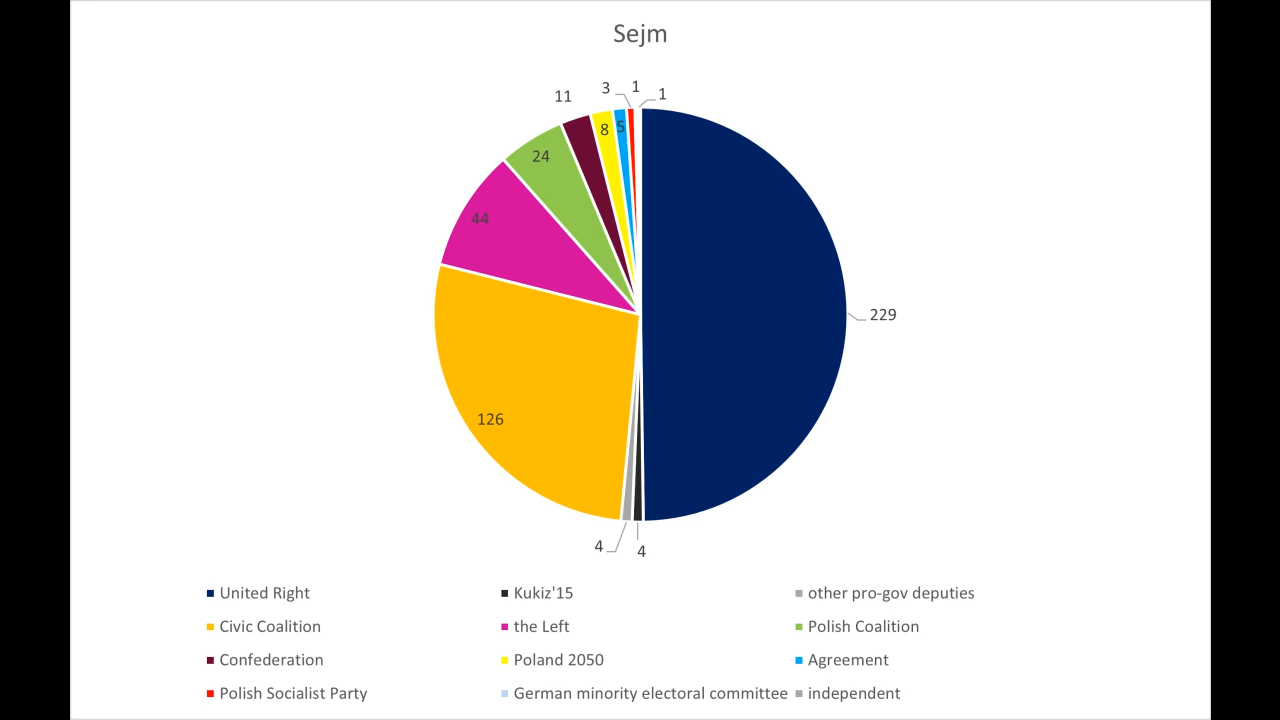 Sejm
3
1
1
11
8
5
24
44
229
126
4
4
United Right
Kukiz'15
other pro-gov deputies
Civic Coalition
the Left
Polish Coalition
Confederation
Poland 2050
Agreement
Polish Socialist Party
German minority electoral committee
independent